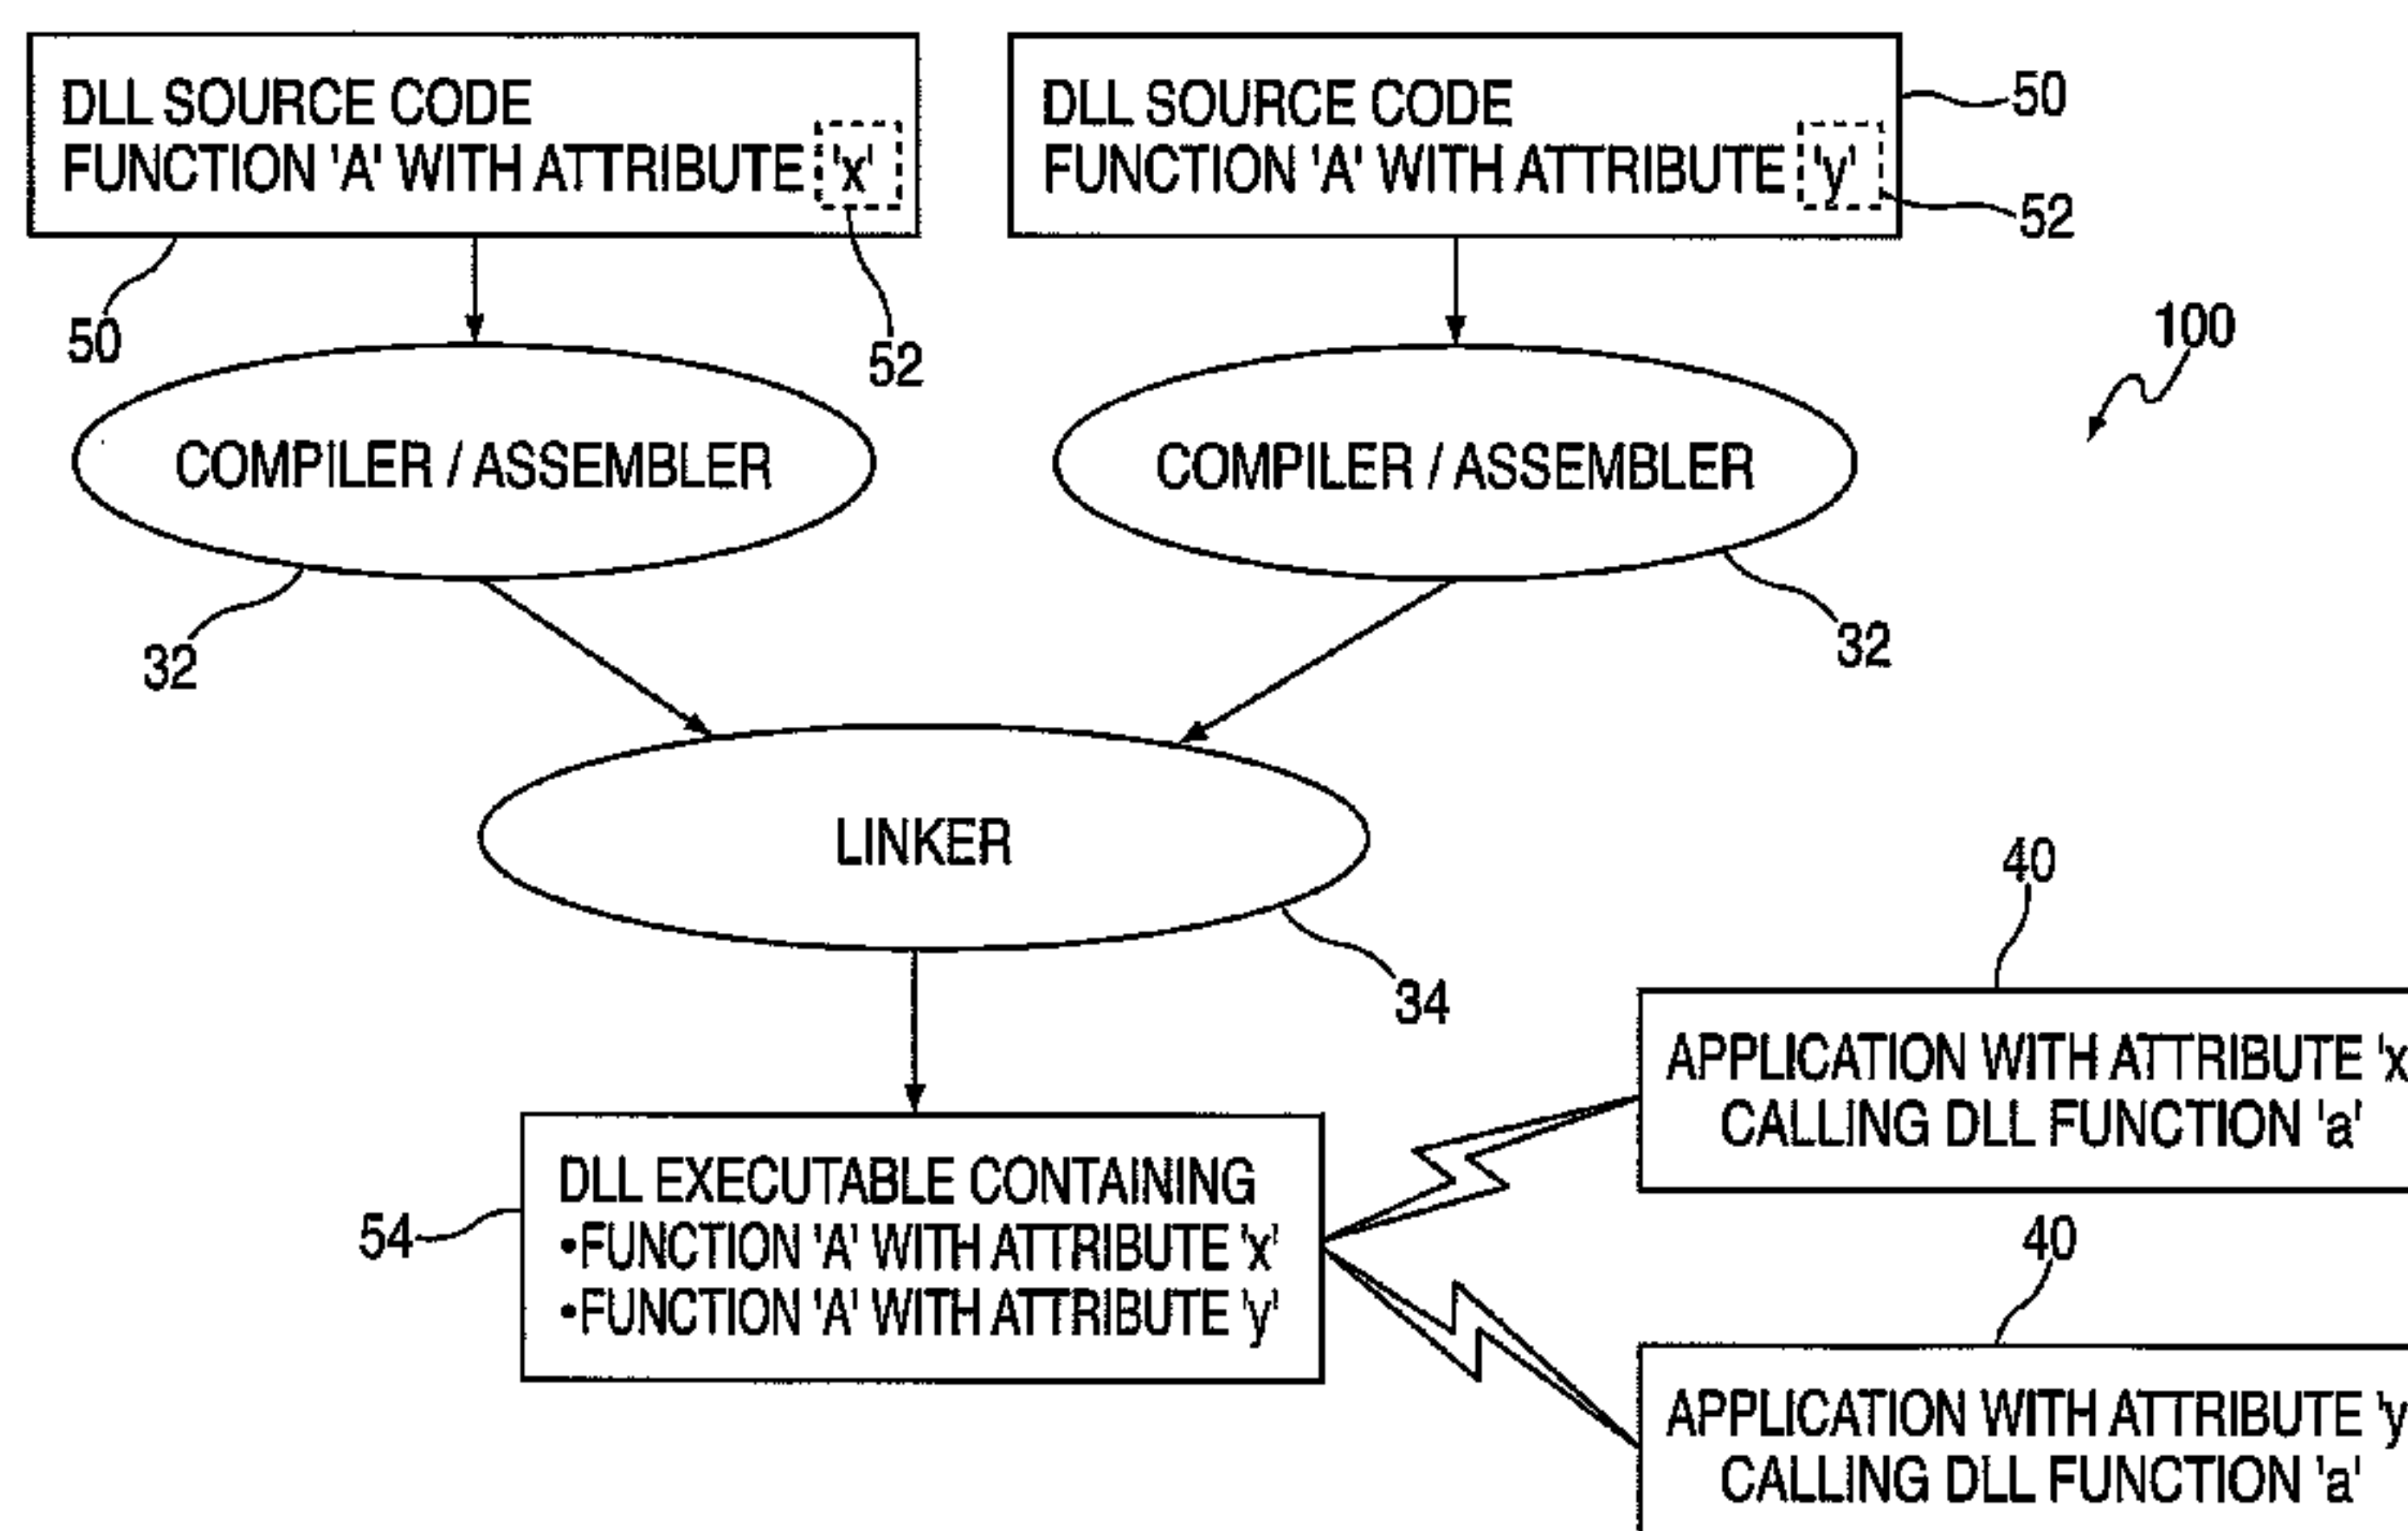 DLL SOURCE CODE
FUNCTION 'A' WITH ATTRIBUTE 'x'
DLL SOURCE CODE
FUNCTION 'A' WITH ATTRIBUTE 'y'
50
52
50
52
100
COMPILER / ASSEMBLER
COMPILER / ASSEMBLER
32
32
LINKER
34
40
APPLICATION WITH ATTRIBUTE 'x
CALLING DLL FUNCTION 'a'
DLL EXECUTABLE CONTAINING
•FUNCTION 'A' WITH ATTRIBUTE 'x'
•FUNCTION 'A' WITH ATTRIBUTE 'y'
54
40
APPLICATION WITH ATTRIBUTE 'y
CALLING DLL FUNCTION 'a'